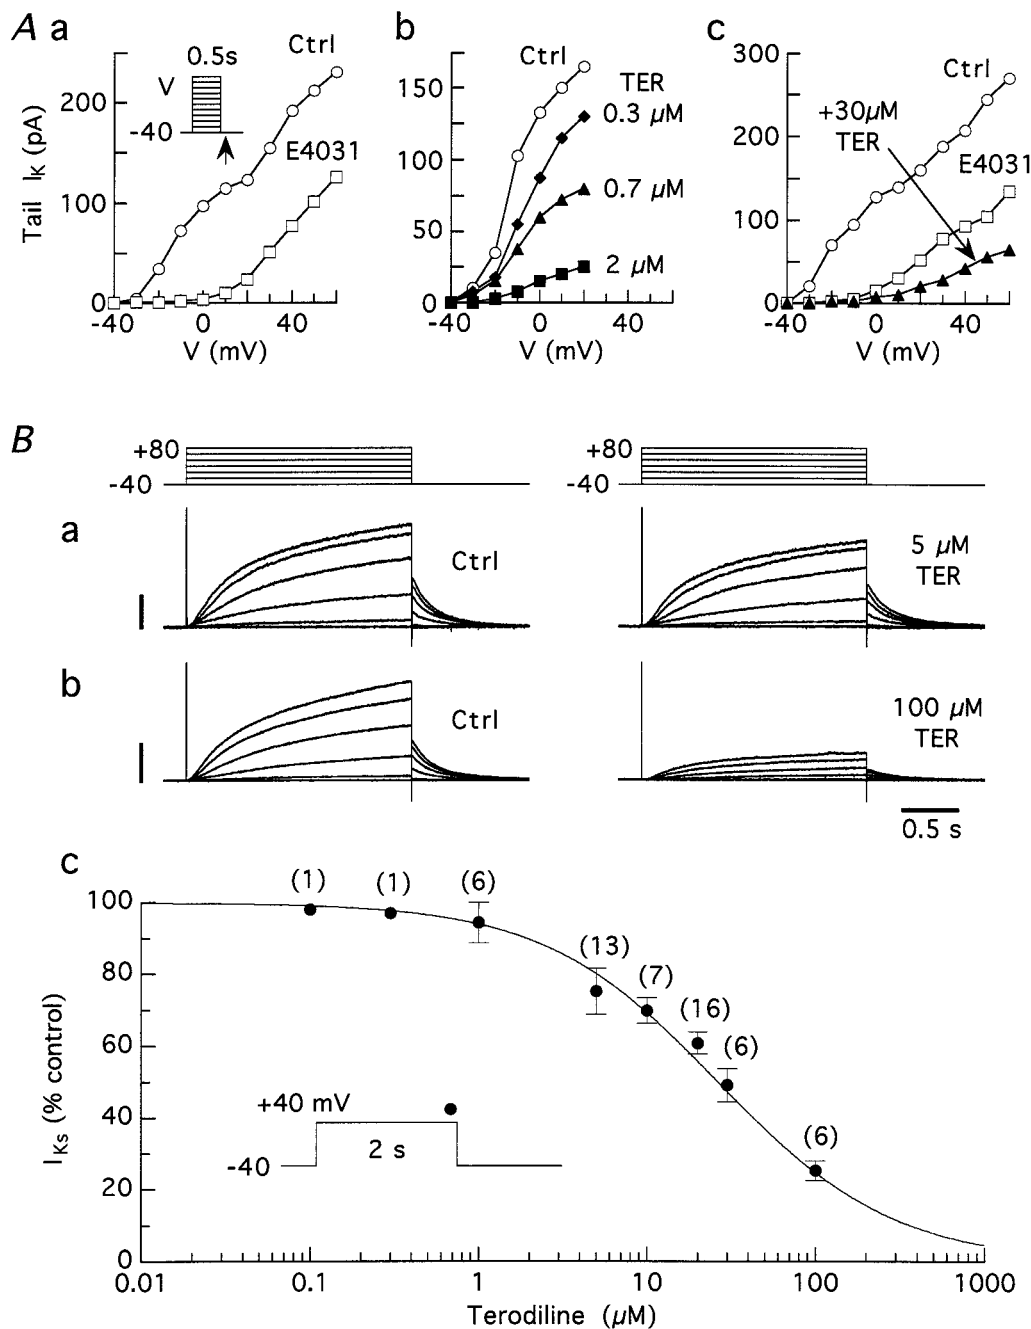 A a
b
c
0.5s
V
-40
Ctrl
E4031
Tail IK (pA)
200
100
0
-40
0
40
V (mV)
Ctrl
TER
0.3 µM
0.7 µM
2 µM
150
100
50
0
-40
0
40
V (mV)
300
200
100
0
Ctrl
+30µM
TER
E4031
-40
0
40
V (mV)
B
+80
-40
+80
-40
a
Ctrl
5 µM
TER
b
Ctrl
100 µM
TER
0.5 s
c
IKs (% control)
100
80
60
40
20
0
(1)
(1)
(6)
(13)
(7)
(16)
(6)
(6)
+40 mV
2 s
-40
0.01
0.1
1
10
100
1000
Terodiline (µM)